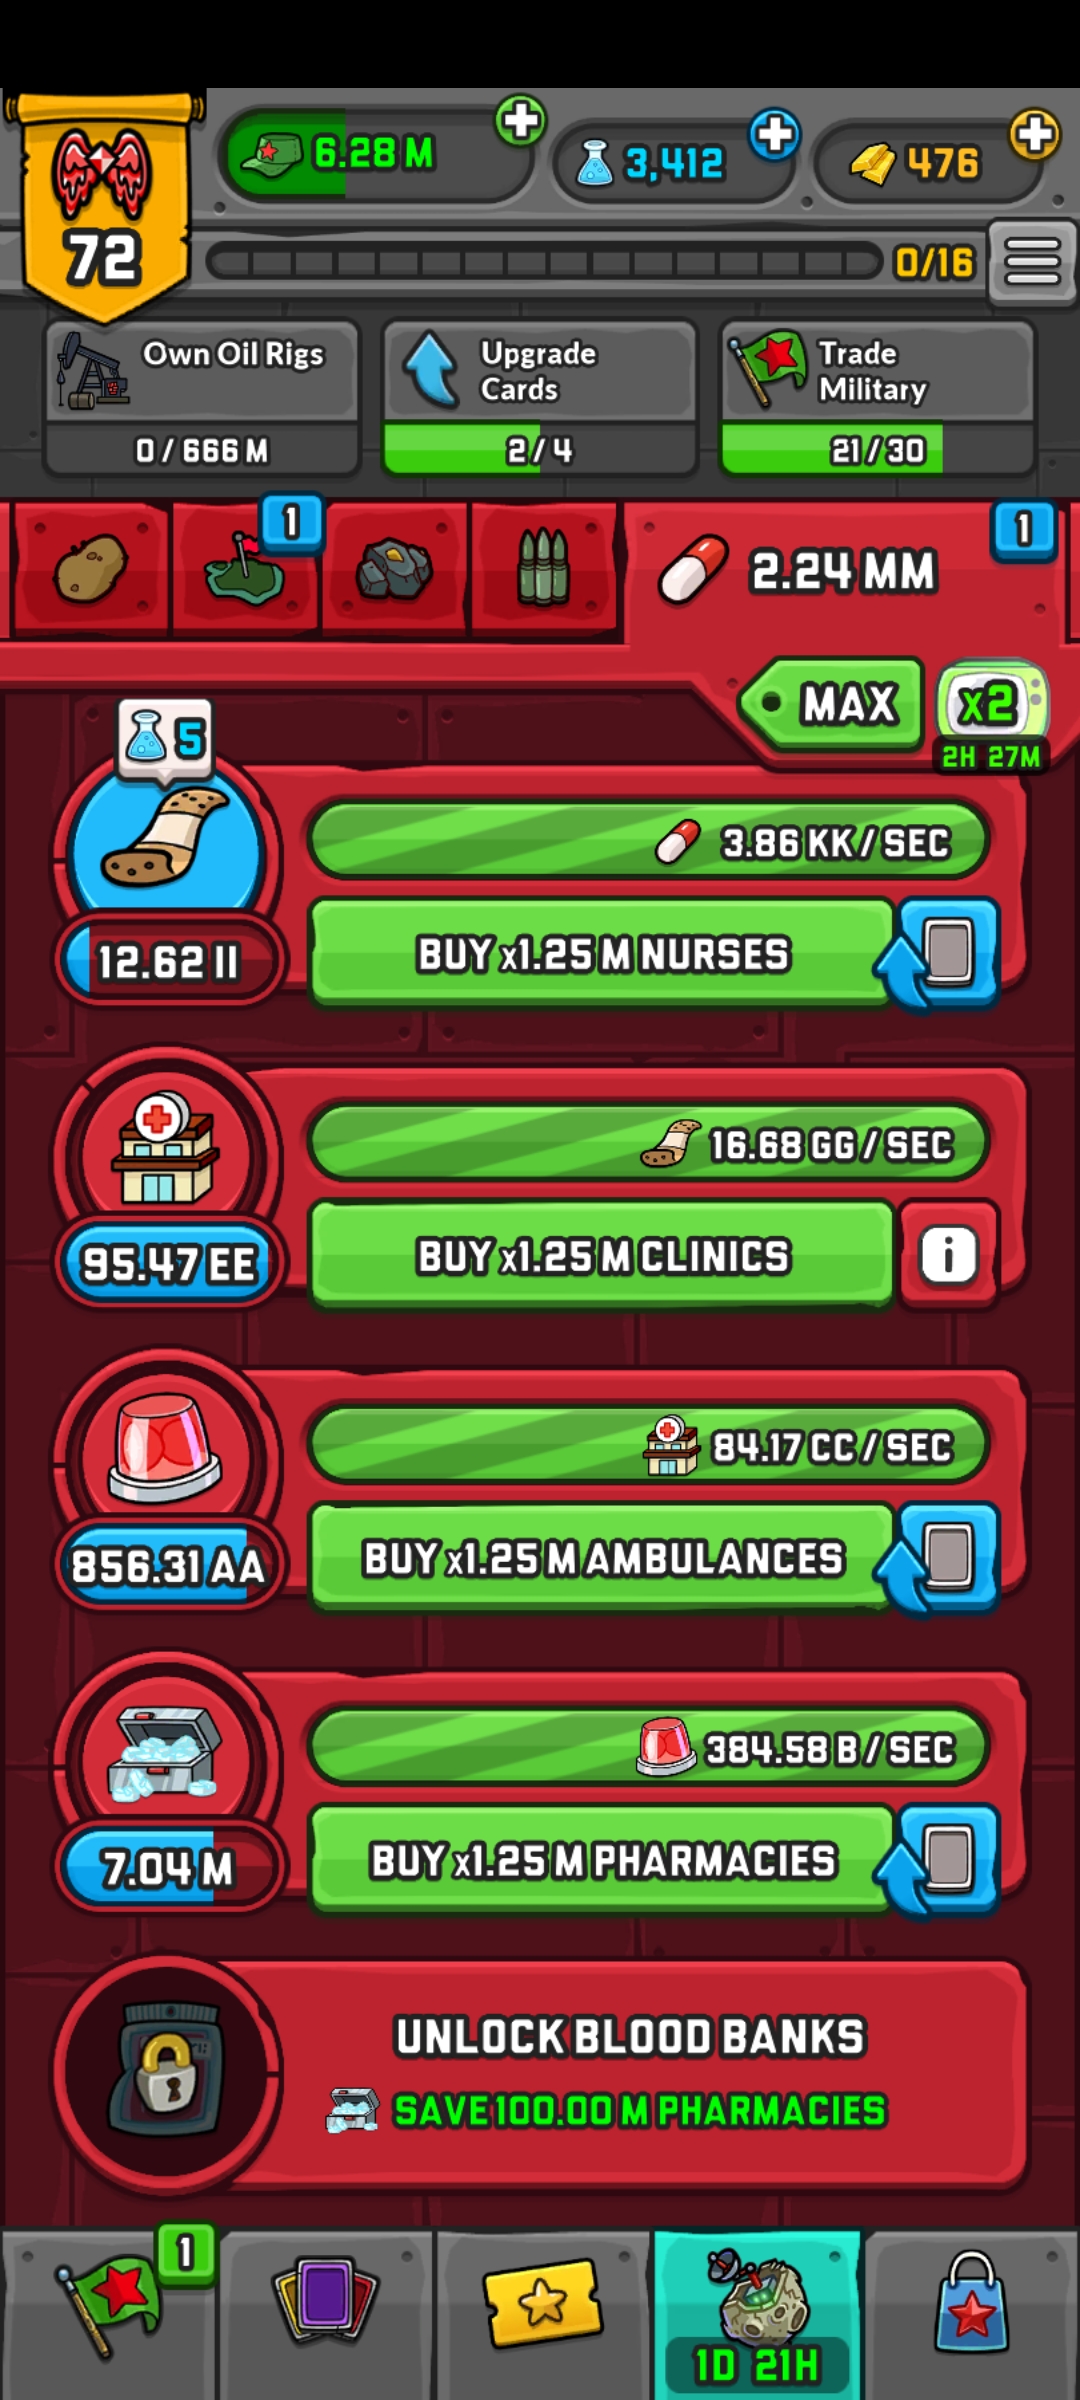 6.28 M
3,412
476
72
0/16
Own Oil Rigs
0 / 666 M
Upgrade
Cards
2 / 4
Trade
Military
21 / 30
1
2.24 MM
1
MAX
x2
2H 27M
5
3.86 KK / SEC
12.62 II
BUY x1.25 M NURSES
16.68 GG / SEC
95.47 EE
BUY x1.25 M CLINICS
i
84.17 CC / SEC
856.31 AA
BUY x1.25 M AMBULANCES
384.58 B / SEC
7.04 M
BUY x1.25 M PHARMACIES
UNLOCK BLOOD BANKS
SAVE 100.00 M PHARMACIES
1
1D 21H